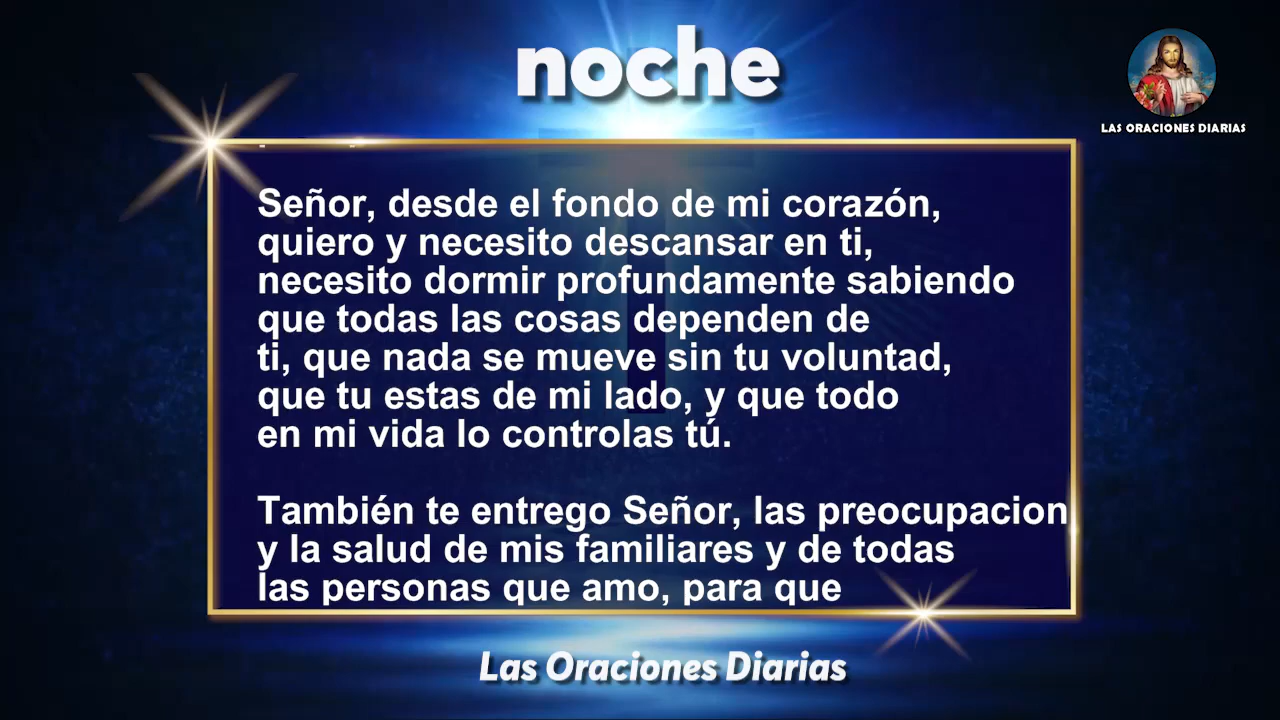 noche
LAS ORACIONES DIARIAS
Señor, desde el fondo de mi corazón,
quiero y necesito descansar en ti,
necesito dormir profundamente sabiendo
que todas las cosas dependen de
ti, que nada se mueve sin tu voluntad,
que tu estas de mi lado, y que todo
en mi vida lo controlas tú.
También te entrego Señor, las preocupacion
y la salud de mis familiares y de todas
las personas que amo, para que
Las Oraciones Diarias